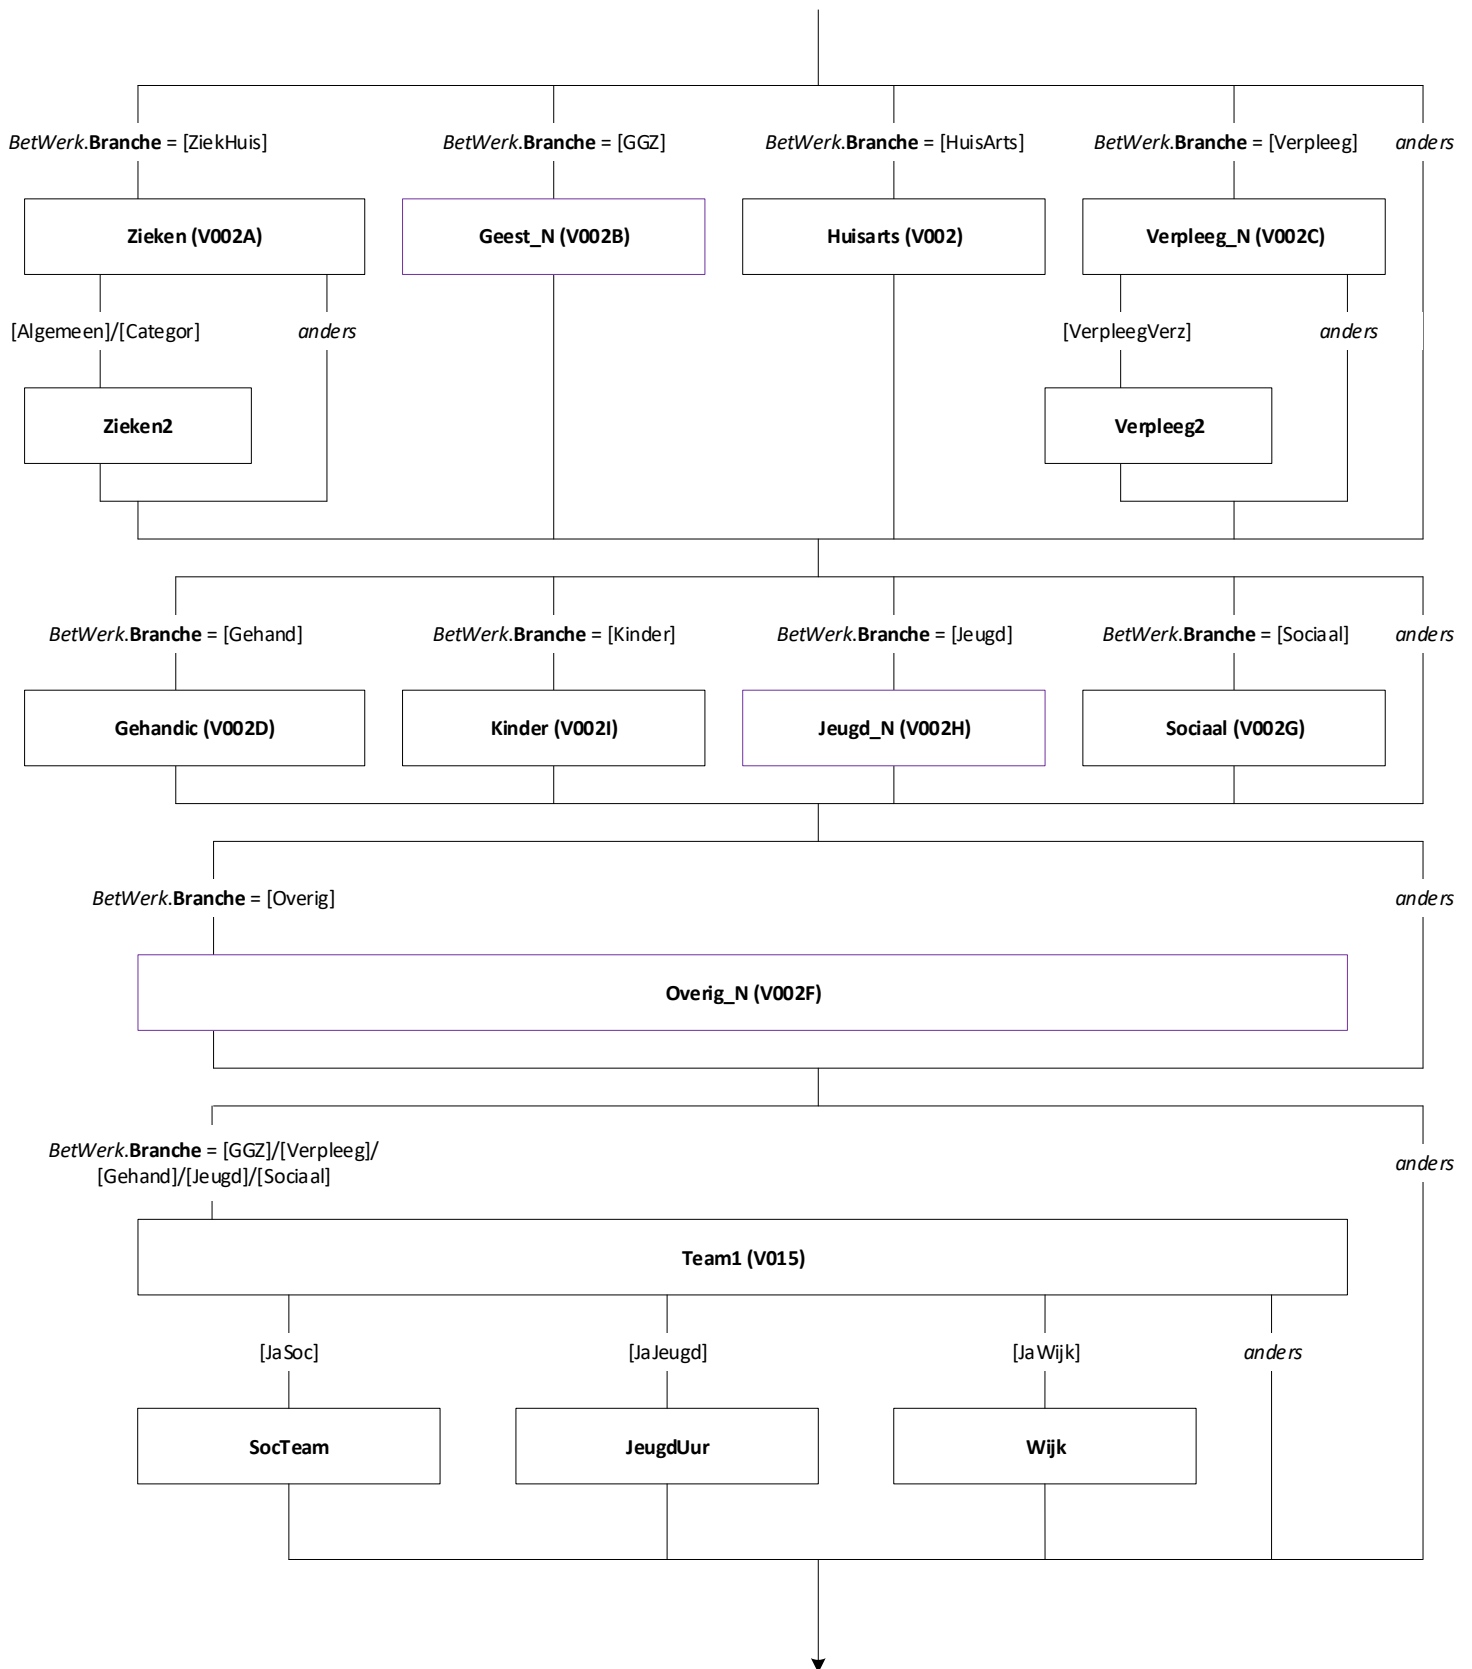 BetWerk.Branche = [ZiekHuis]
BetWerk.Branche = [GGZ]
BetWerk.Branche = [HuisArts]
BetWerk.Branche = [Verpleeg]
anders
Zieken (V002A)
Geest_N (V002B)
Huisarts (V002)
Verpleeg_N (V002C)
[Algemeen]/[Categor]
anders
[VerpleegVerz]
anders
Zieken2
Verpleeg2
BetWerk.Branche = [Gehand]
BetWerk.Branche = [Kinder]
BetWerk.Branche = [Jeugd]
BetWerk.Branche = [Sociaal]
anders
Gehandic (V002D)
Kinder (V002I)
Jeugd_N (V002H)
Sociaal (V002G)
BetWerk.Branche = [Overig]
anders
Overig_N (V002F)
BetWerk.Branche = [GGZ]/[Verpleeg]/
[Gehand]/[Jeugd]/[Sociaal]
anders
Team1 (V015)
[JaSoc]
[JaJeugd]
[JaWijk]
anders
SocTeam
JeugdUur
Wijk